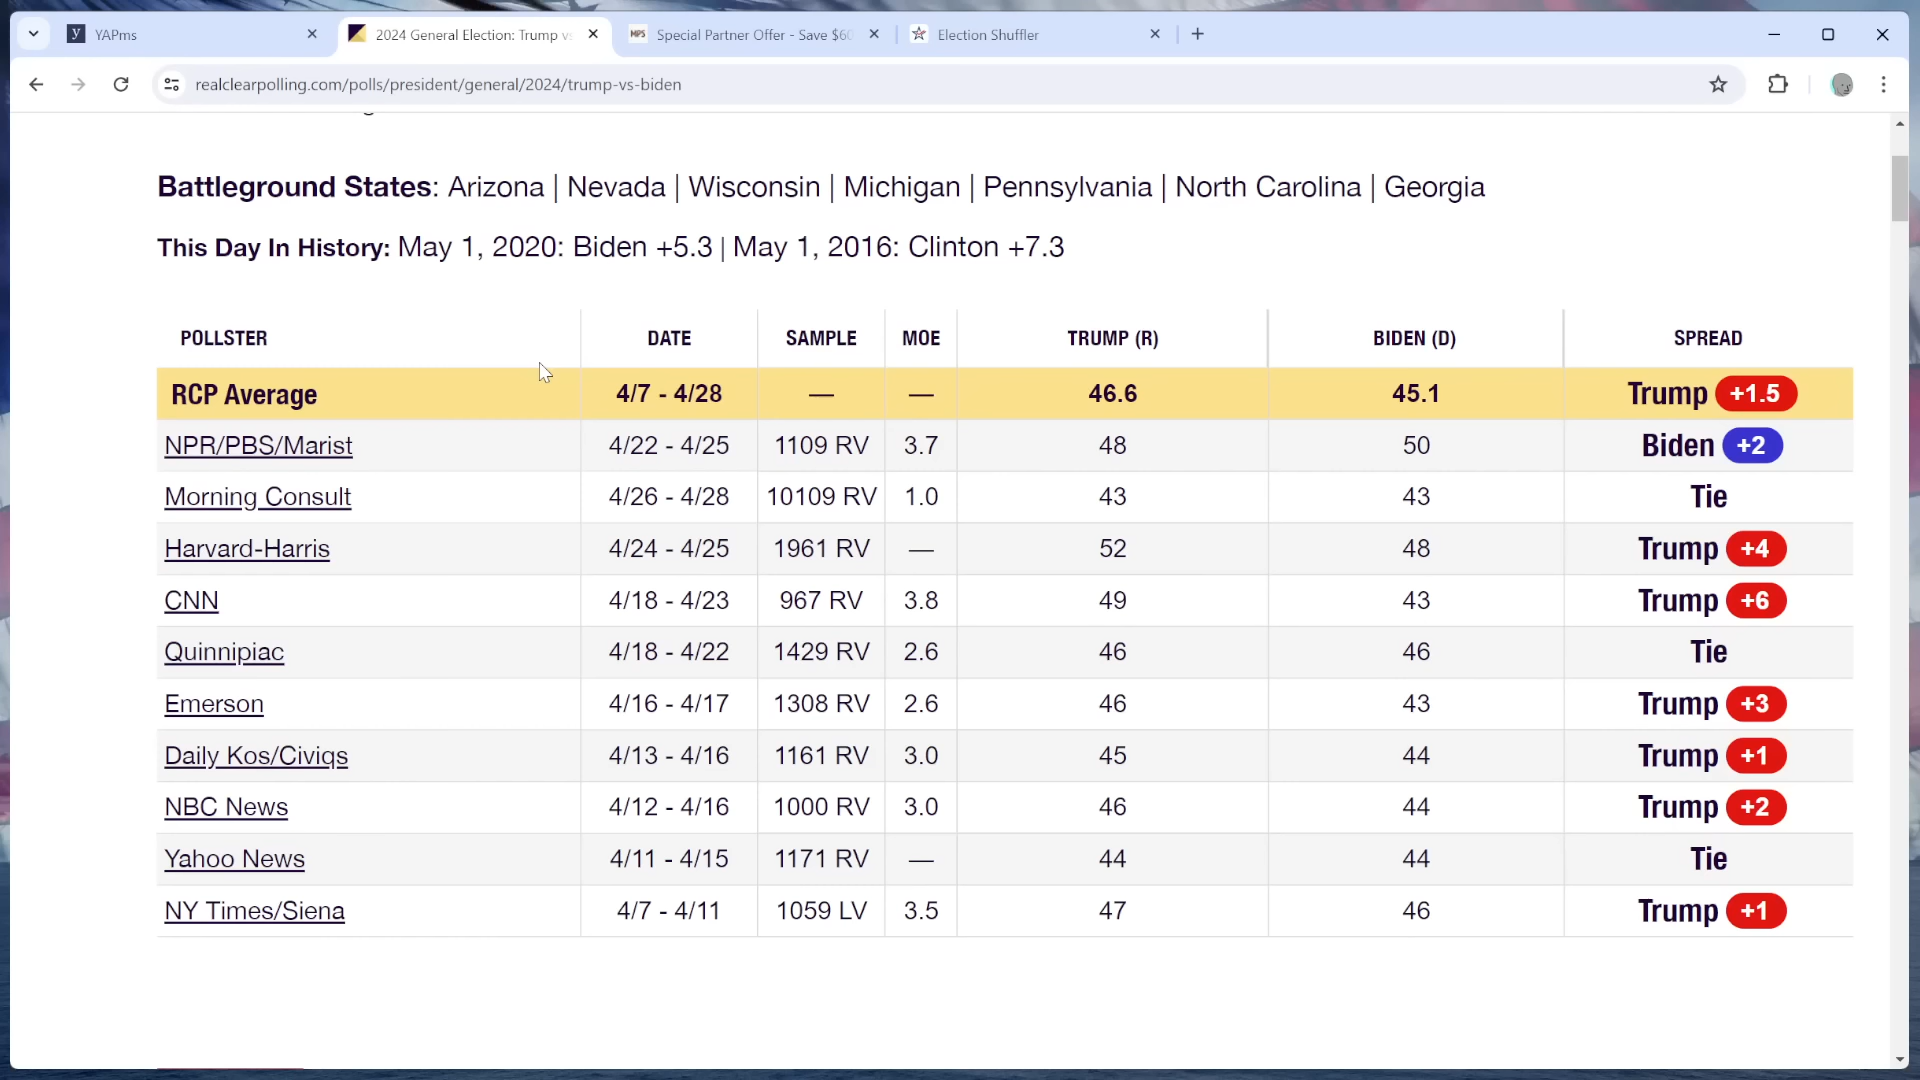 YAPms
2024 General Election: Trump vs
Special Partner Offer - Save $60
Election Shuffler
realclearpolling.com/polls/president/general/2024/trump-vs-biden
Battleground States: Arizona | Nevada | Wisconsin | Michigan | Pennsylvania | North Carolina | Georgia
This Day In History: May 1, 2020: Biden +5.3 | May 1, 2016: Clinton +7.3
POLLSTER DATE SAMPLE MOE TRUMP (R) BIDEN (D) SPREAD
RCP Average 4/7 - 4/28 — — 46.6 45.1 Trump +1.5
NPR/PBS/Marist 4/22 - 4/25 1109 RV 3.7 48 50 Biden +2
Morning Consult 4/26 - 4/28 10109 RV 1.0 43 43 Tie
Harvard-Harris 4/24 - 4/25 1961 RV — 52 48 Trump +4
CNN 4/18 - 4/23 967 RV 3.8 49 43 Trump +6
Quinnipiac 4/18 - 4/22 1429 RV 2.6 46 46 Tie
Emerson 4/16 - 4/17 1308 RV 2.6 46 43 Trump +3
Daily Kos/Civiqs 4/13 - 4/16 1161 RV 3.0 45 44 Trump +1
NBC News 4/12 - 4/16 1000 RV 3.0 46 44 Trump +2
Yahoo News 4/11 - 4/15 1171 RV — 44 44 Tie
NY Times/Siena 4/7 - 4/11 1059 LV 3.5 47 46 Trump +1